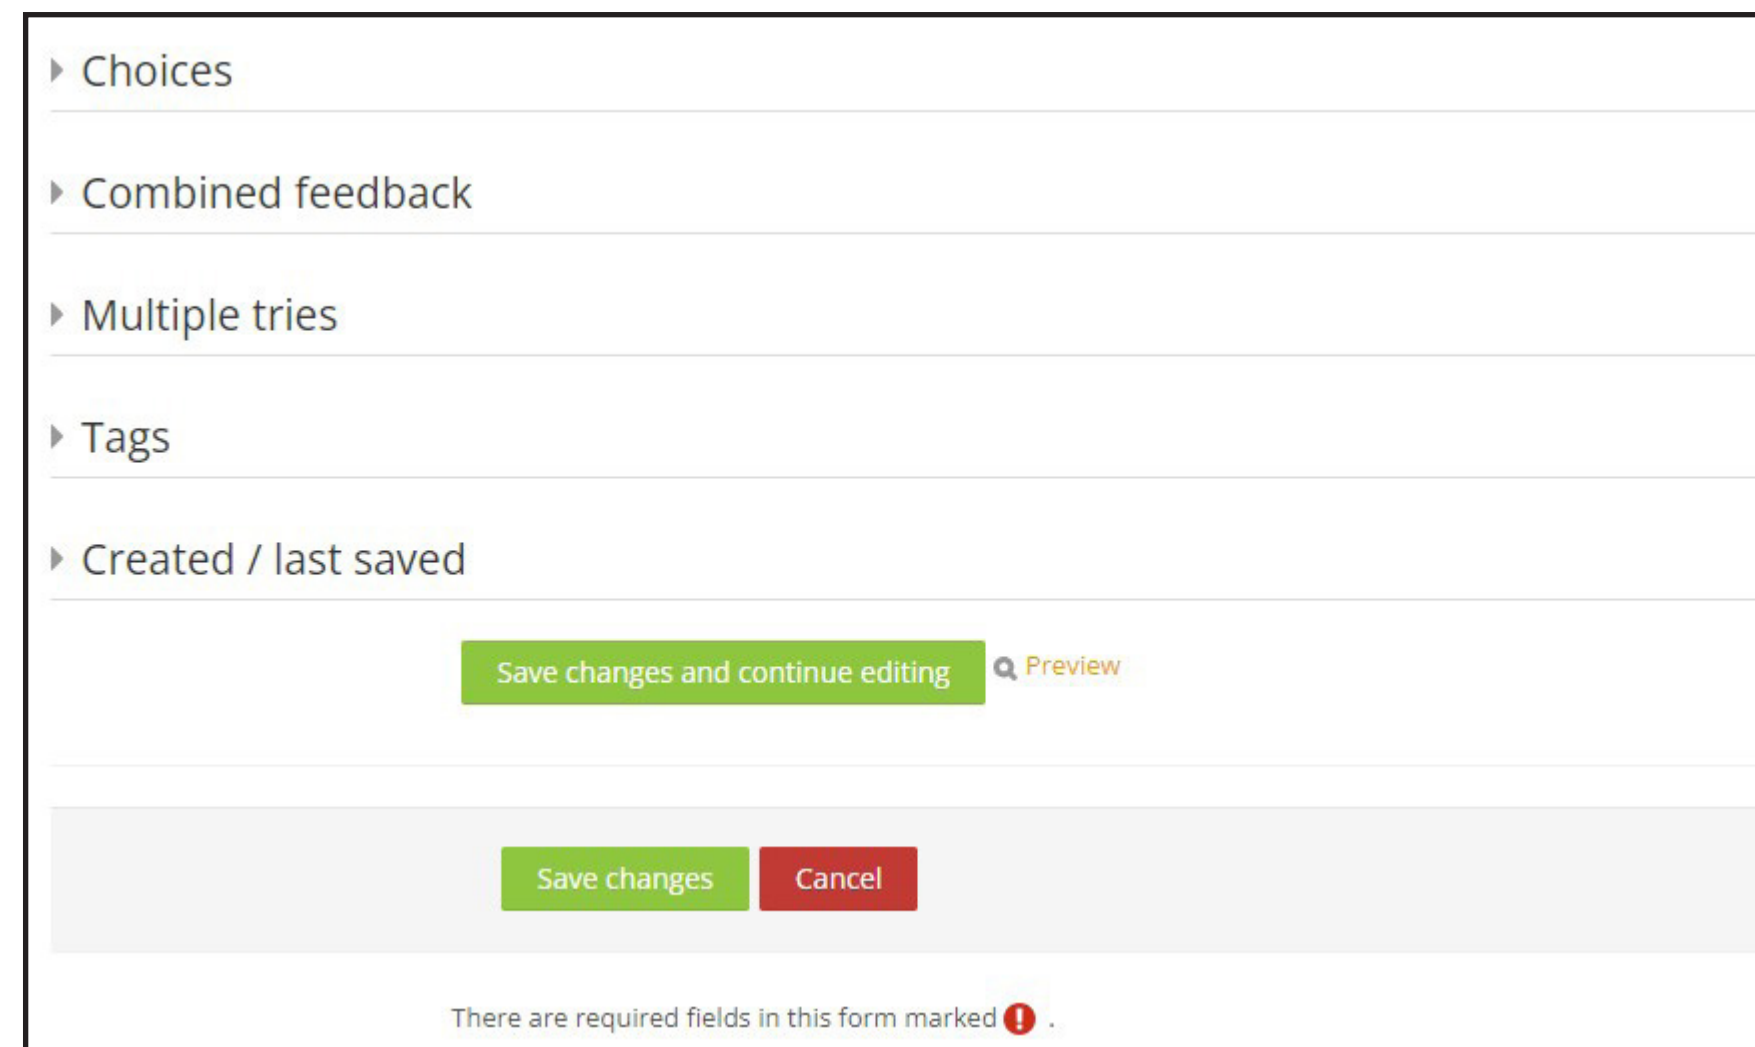 Choices
Combined feedback
Multiple tries
Tags
Created / last saved
Save changes and continue editing Preview
Save changes Cancel
There are required fields in this form marked .